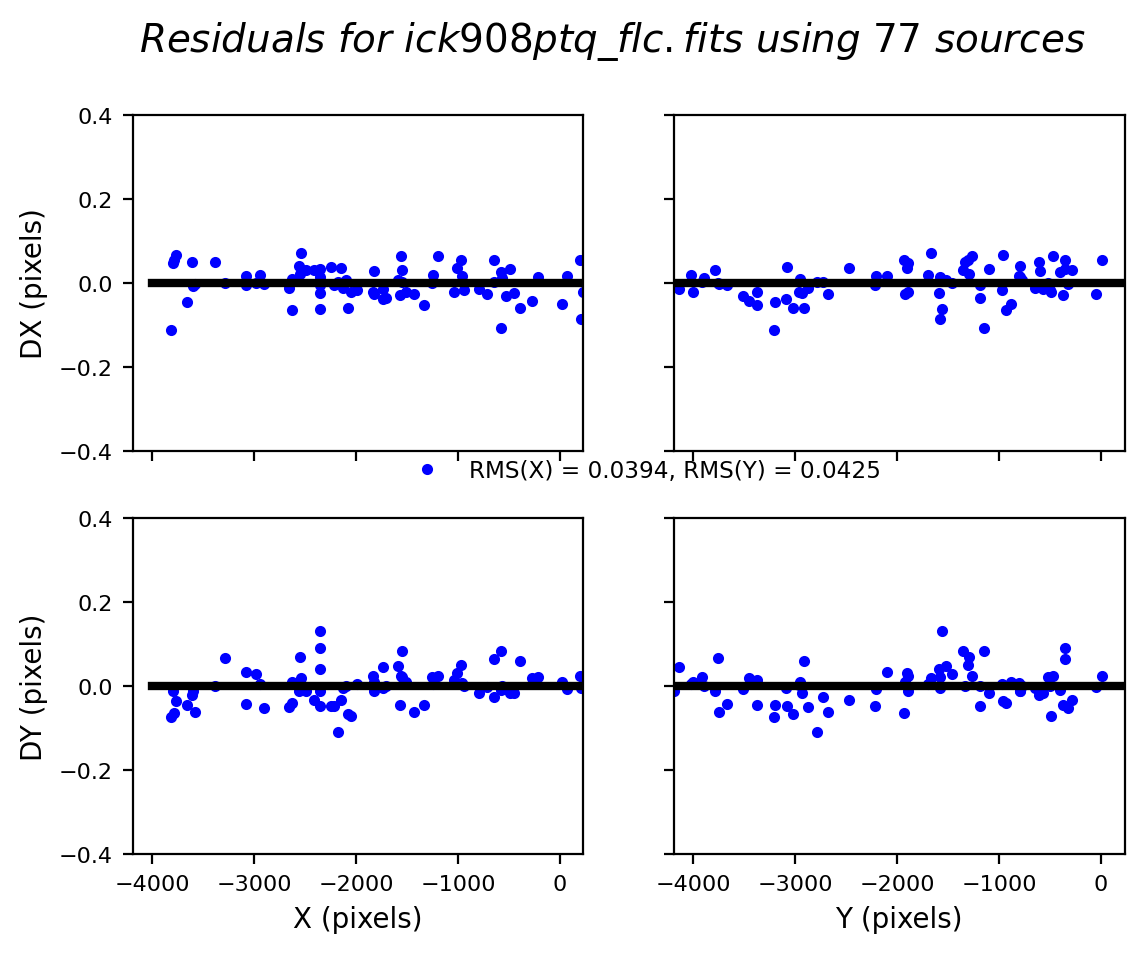 Residuals for ick908ptq_flc.fits using 77 sources
0.4
0.2
0.0
−0.2
−0.4
DX (pixels)
RMS(X) = 0.0394, RMS(Y) = 0.0425
0.4
0.2
0.0
−0.2
−0.4
DY (pixels)
−4000 −3000 −2000 −1000 0
−4000 −3000 −2000 −1000 0
X (pixels)
Y (pixels)